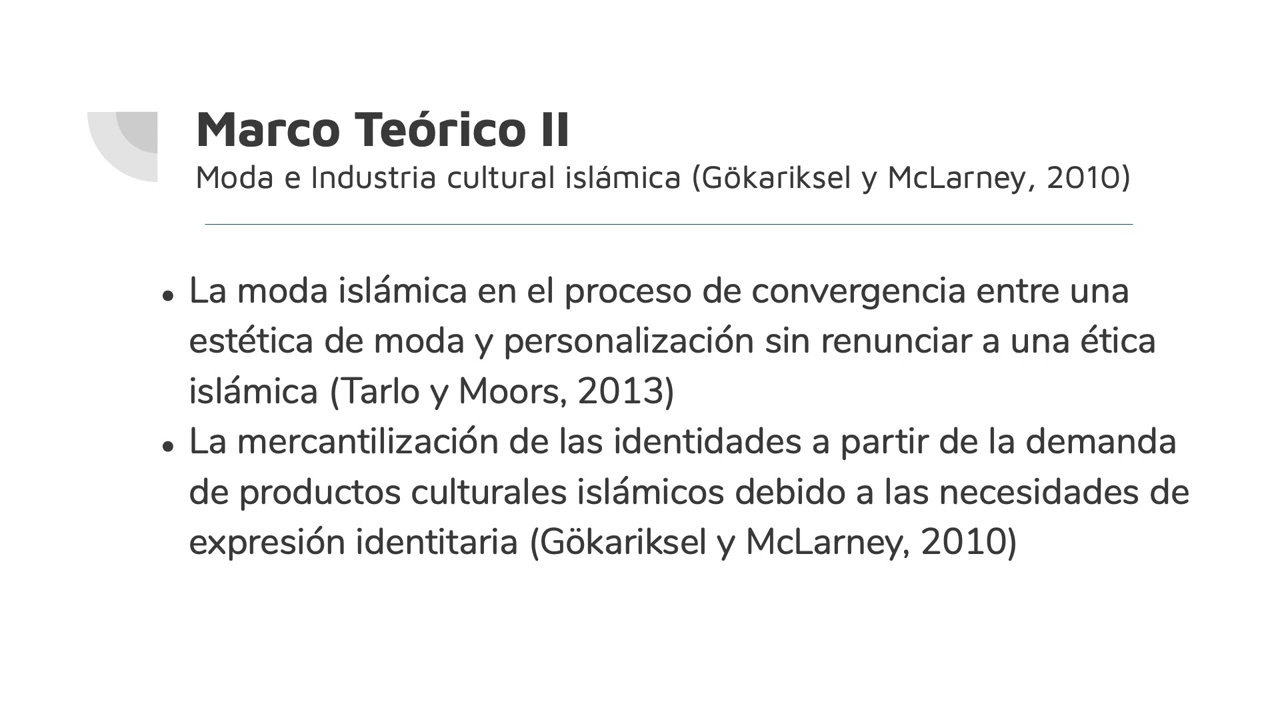 Marco Teórico II
Moda e Industria cultural islámica (Gökariksel y McLarney, 2010)
• La moda islámica en el proceso de convergencia entre una
estética de moda y personalización sin renunciar a una ética
islámica (Tarlo y Moors, 2013)
• La mercantilización de las identidades a partir de la demanda
de productos culturales islámicos debido a las necesidades de
expresión identitaria (Gökariksel y McLarney, 2010)